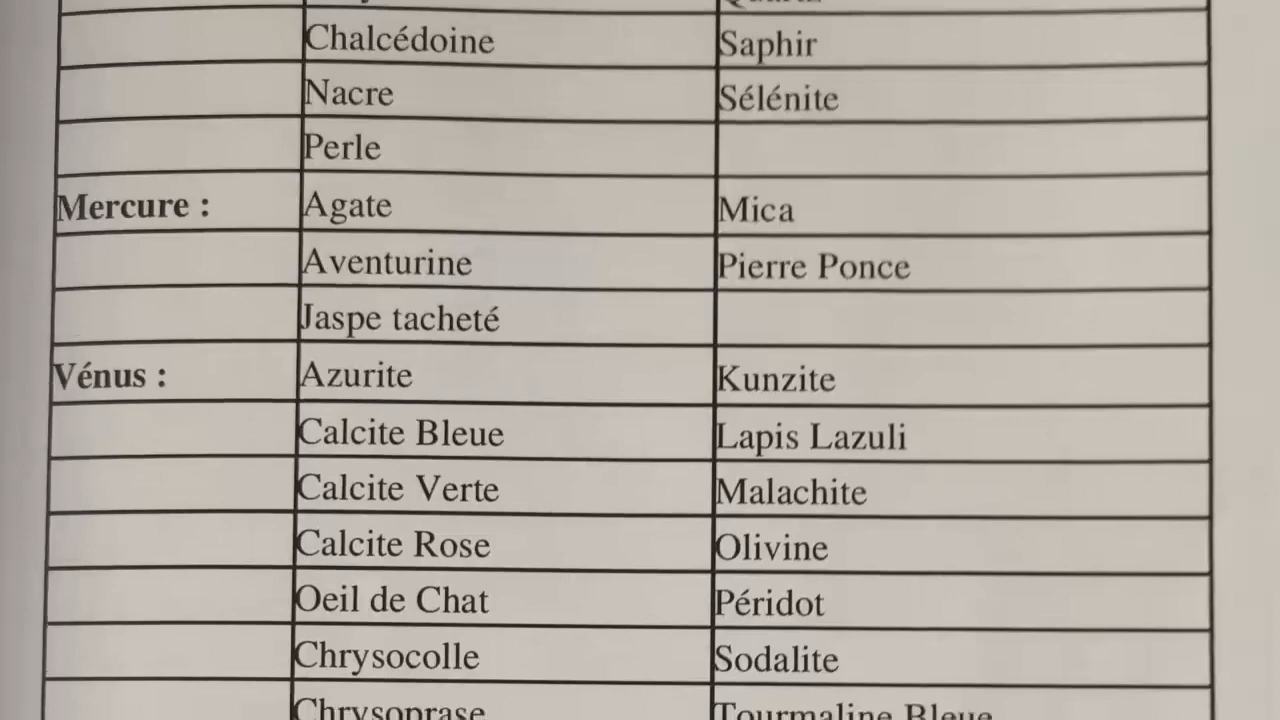 Chalcédoine Saphir
Nacre Sélénite
Perle
Mercure : Agate Mica
Aventurine Pierre Ponce
Jaspe tacheté
Vénus : Azurite Kunzite
Calcite Bleue Lapis Lazuli
Calcite Verte Malachite
Calcite Rose Olivine
Oeil de Chat Péridot
Chrysocolle Sodalite
Chrysoprase Tourmaline Bleue